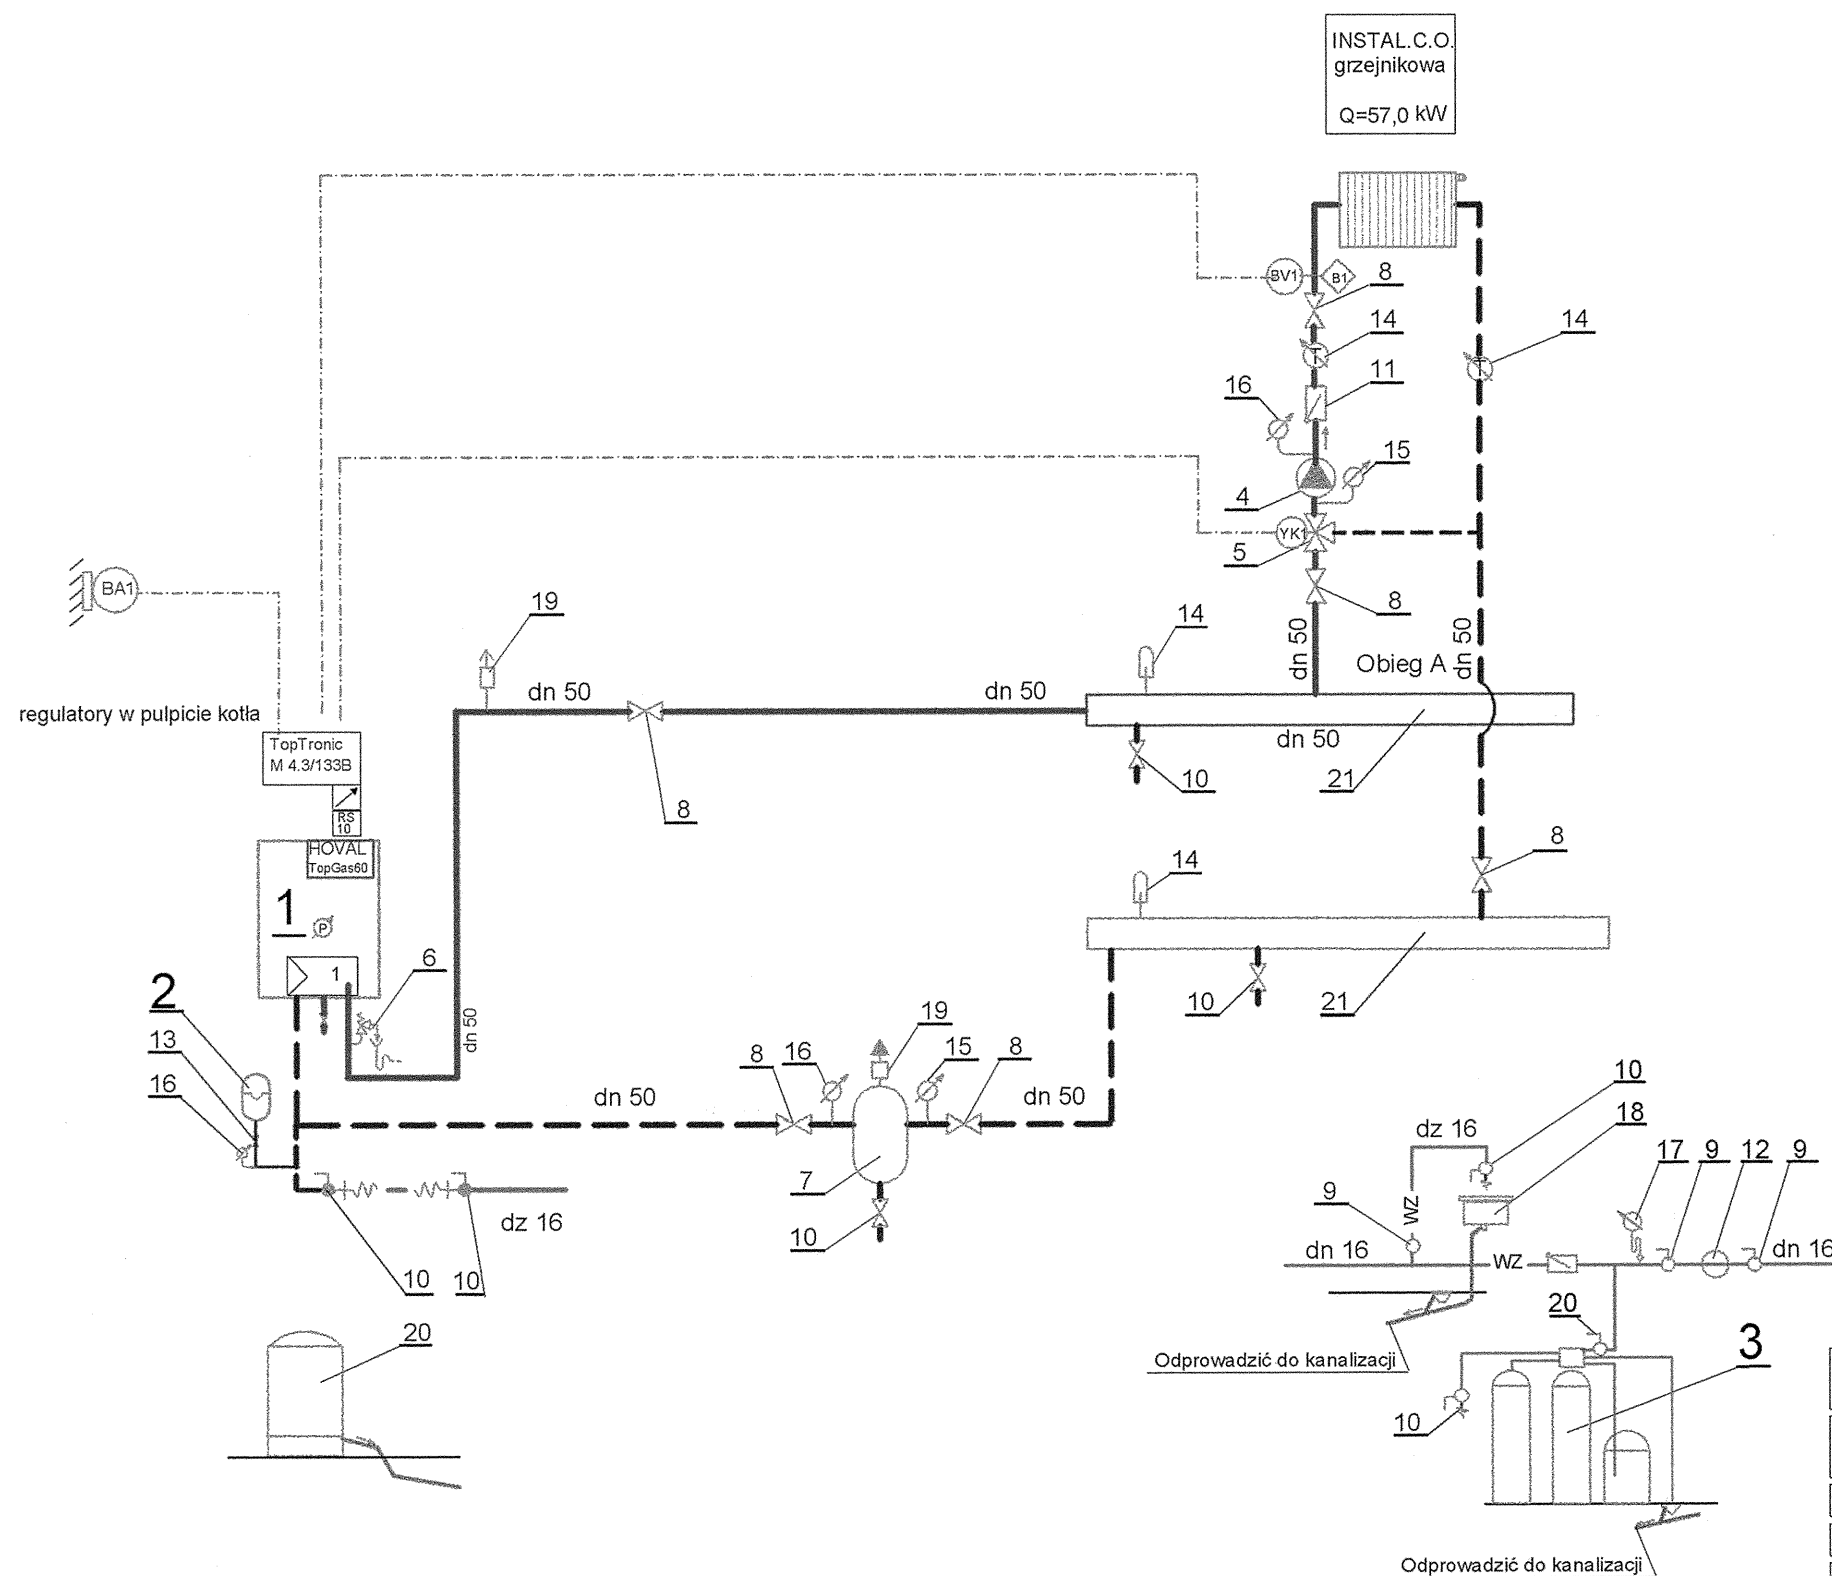 INSTAL.C.O.
grzejnikowa
Q=57,0 kW
BV1
B1
8
14
14
11
16
15
4
YK1
5
8
BA1
19
14
dn 50
dn 50
Obieg A
dn 50
dn 50
regulatory w pulpicie kotła
TopTronic
M 4.3/133B
dn 50
10
21
8
RS
10
HOVAL
TopGas60
8
14
1
P
6
1
10
21
2
13
16
dn 50
19
8
16
15
8
dn 50
dn 50
10
18
dz 16
17
9
12
9
7
9
WZ
dz 16
10
dn 16
WZ
dn 16
10
10
20
20
3
Odprowadzić do kanalizacji
10
Odprowadzić do kanalizacji
T
T